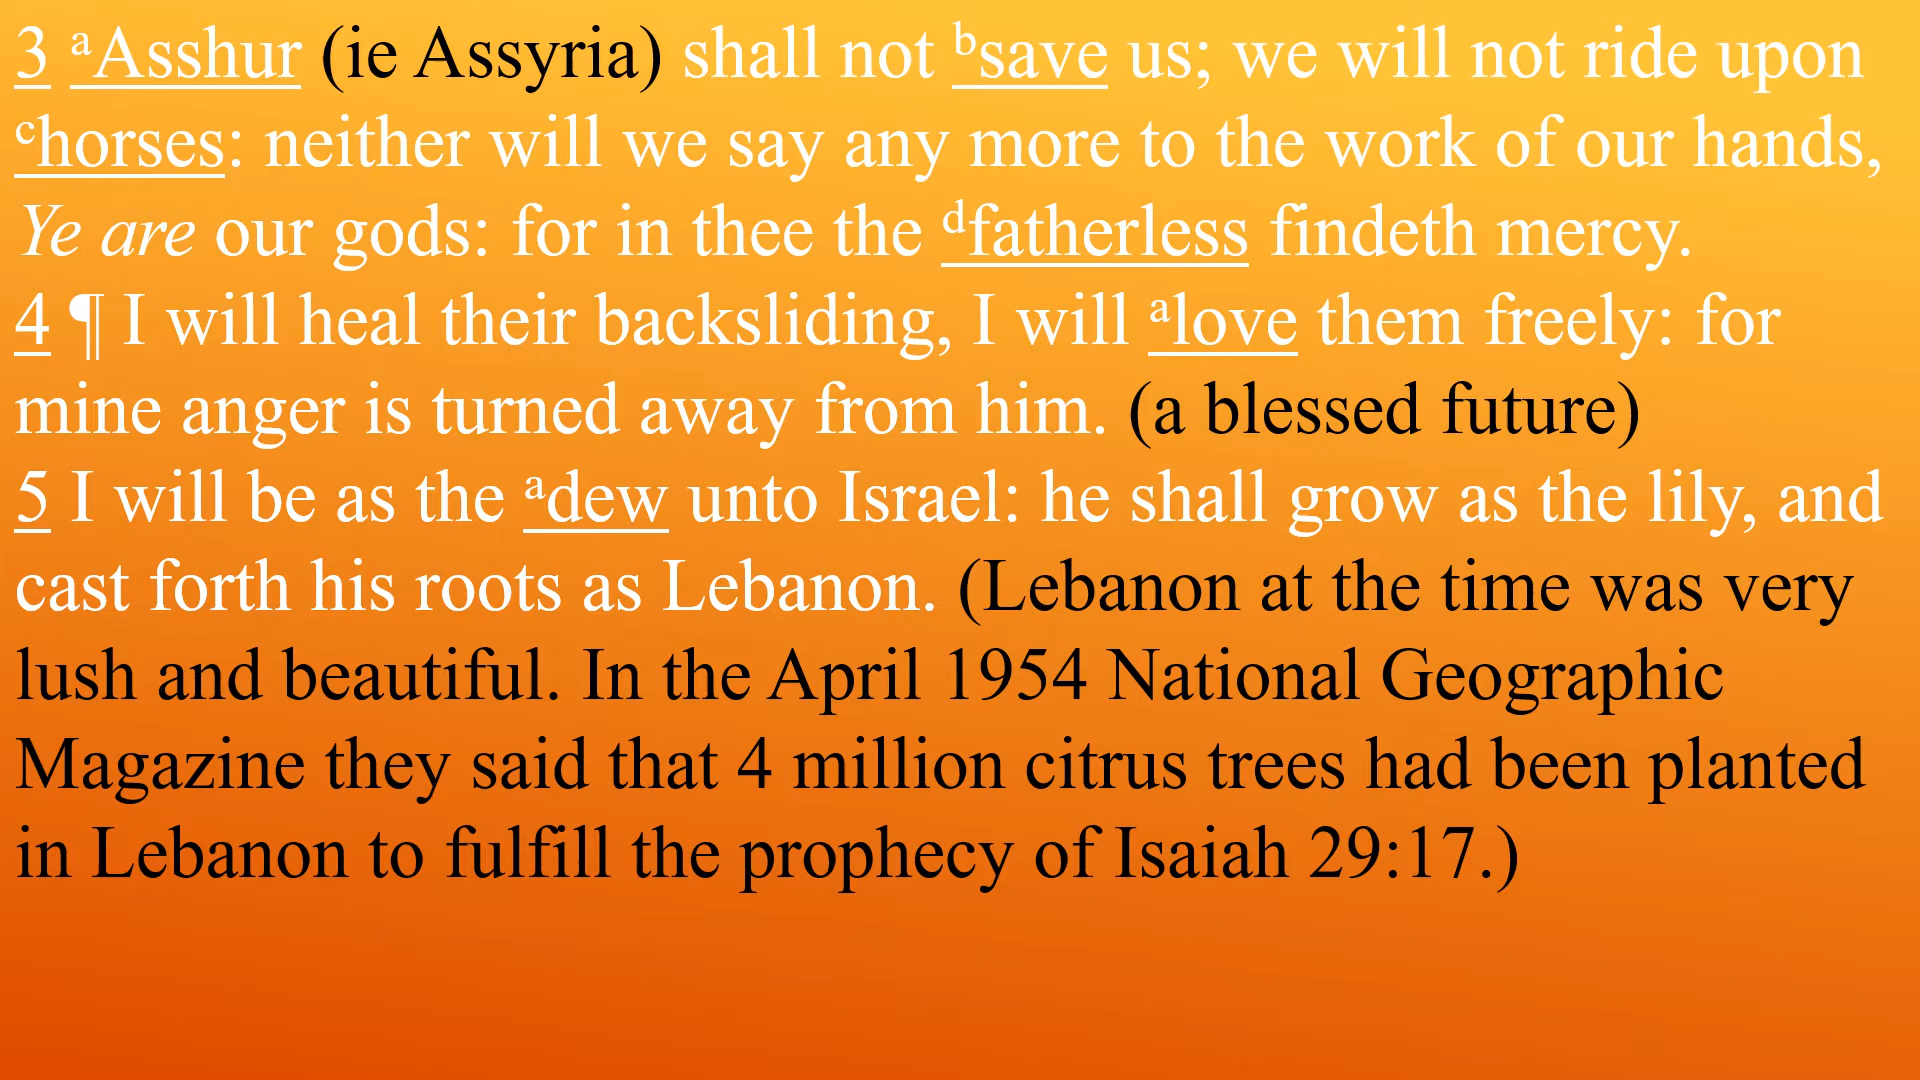 3 aAsshur (ie Assyria) shall not bsave us; we will not ride upon
chorses: neither will we say any more to the work of our hands,
Ye are our gods: for in thee the dfatherless findeth mercy.
4 ¶ I will heal their backsliding, I will alove them freely: for
mine anger is turned away from him. (a blessed future)
5 I will be as the adew unto Israel: he shall grow as the lily, and
cast forth his roots as Lebanon. (Lebanon at the time was very
lush and beautiful. In the April 1954 National Geographic
Magazine they said that 4 million citrus trees had been planted
in Lebanon to fulfill the prophecy of Isaiah 29:17.)